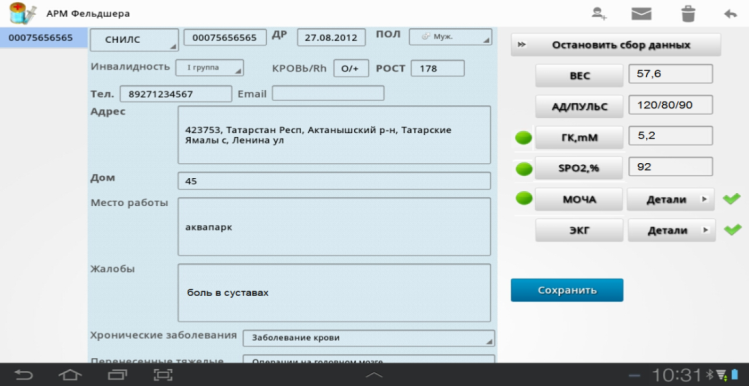 АРМ Фельдшера
00075656565
СНИЛС 00075656565 ДР 27.08.2012 ПОЛ Муж.
Инвалидность I группа КРОВЬ/Rh O/+ РОСТ 178
Тел. 89271234567 Email
Адрес
423753, Татарстан Респ, Актанышский р-н, Татарские
Ямалы с, Ленина ул
Дом
45
Место работы
аквапарк
Жалобы
боль в суставах
Хронические заболевания Заболевание крови
Перенесенные тяжелые Операции на головном мозге
Остановить сбор данных
ВЕС 57,6
АД/ПУЛЬС 120/80/90
ГК,mM 5,2
SPO2,% 92
МОЧА Детали
ЭКГ Детали
Сохранить
10:31